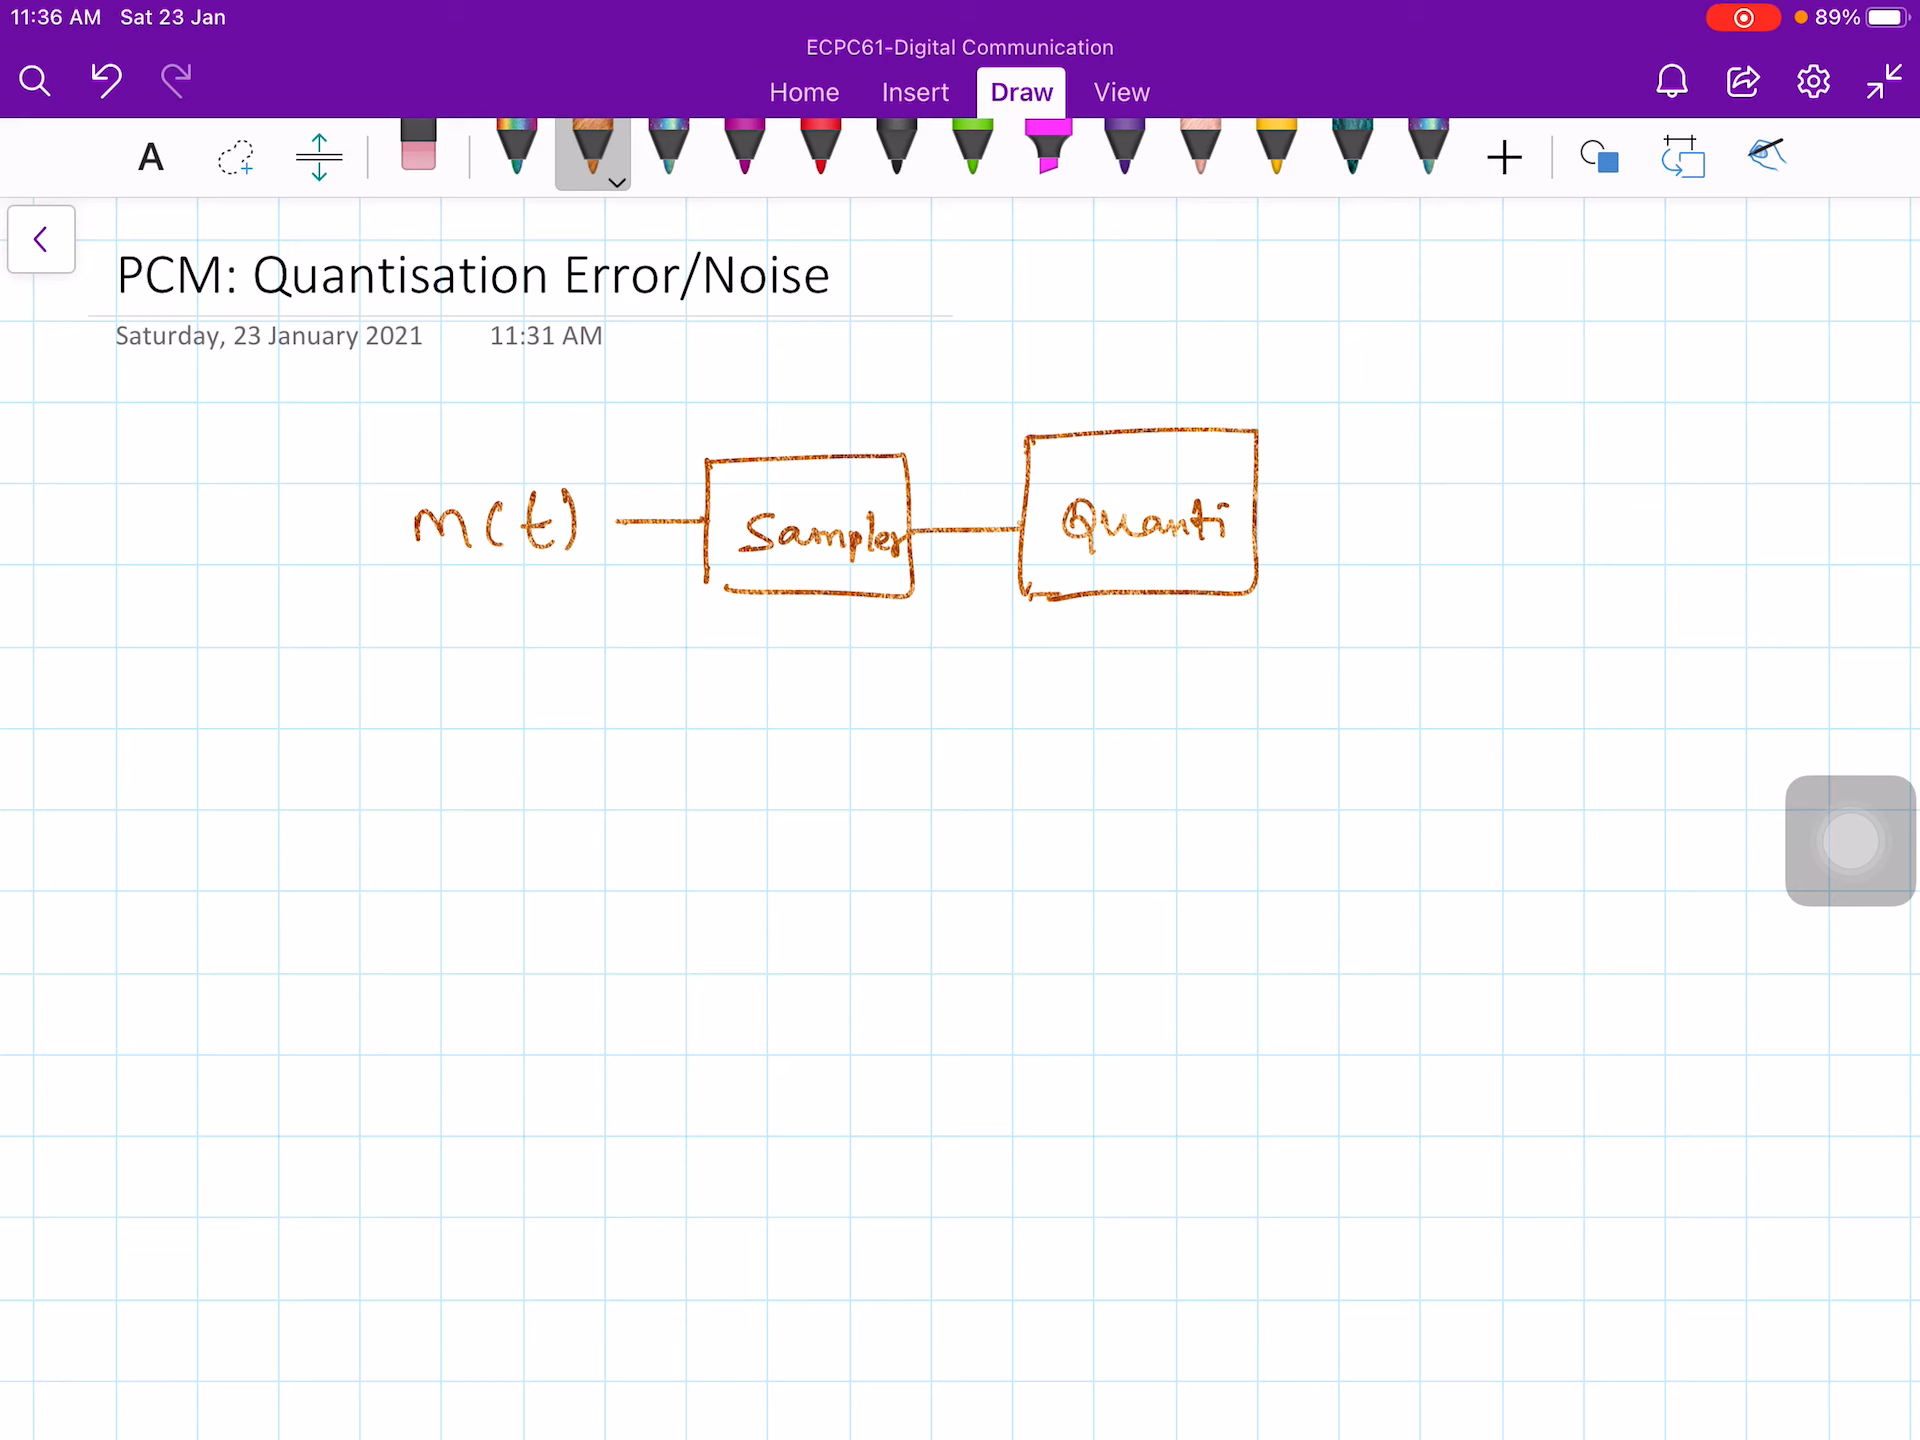 11:36 AM Sat 23 Jan
89%
ECPC61-Digital Communication
Home Insert Draw View
A
PCM: Quantisation Error/Noise
Saturday, 23 January 2021 11:31 AM
m(t) Sampler Quanti